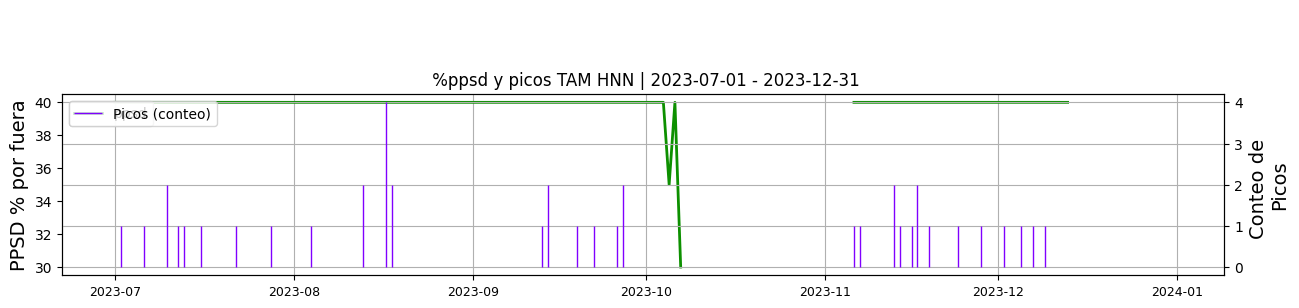 %ppsd y picos TAM HNN | 2023-07-01 - 2023-12-31
PPSD % por fuera
40
38
36
34
32
30
Picos (conteo)
4
3
2
1
0
Conteo de
Picos
2023-07 2023-08 2023-09 2023-10 2023-11 2023-12 2024-01